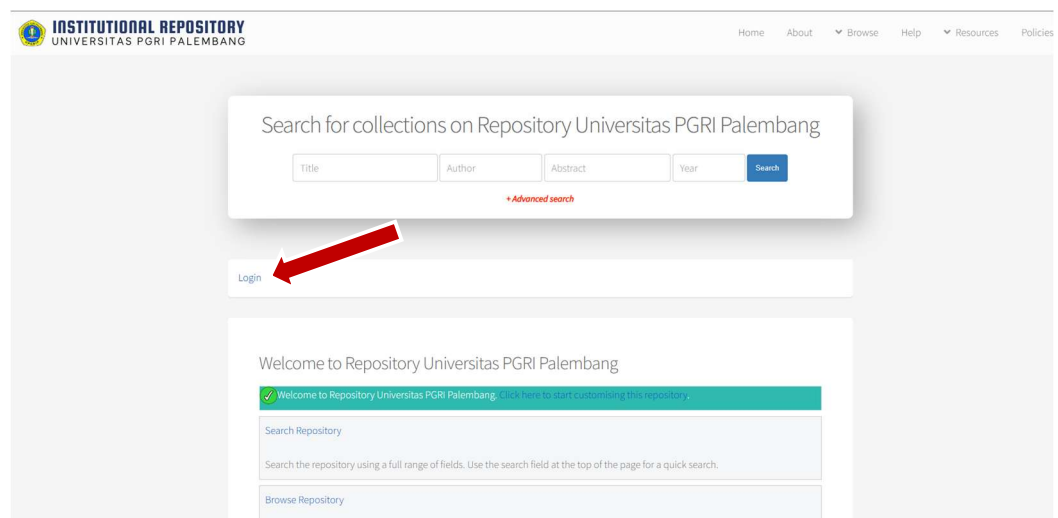 INSTITUTIONAL REPOSITORY
UNIVERSITAS PGRI PALEMBANG
Home About Browse Help Resources Policies
Search for collections on Repository Universitas PGRI Palembang
Title Author Abstract Year Search
+ Advanced search
Login
Welcome to Repository Universitas PGRI Palembang
Welcome to Repository Universitas PGRI Palembang. Click here to start customising this repository.
Search Repository
Search the repository using a full range of fields. Use the search field at the top of the page for a quick search.
Browse Repository